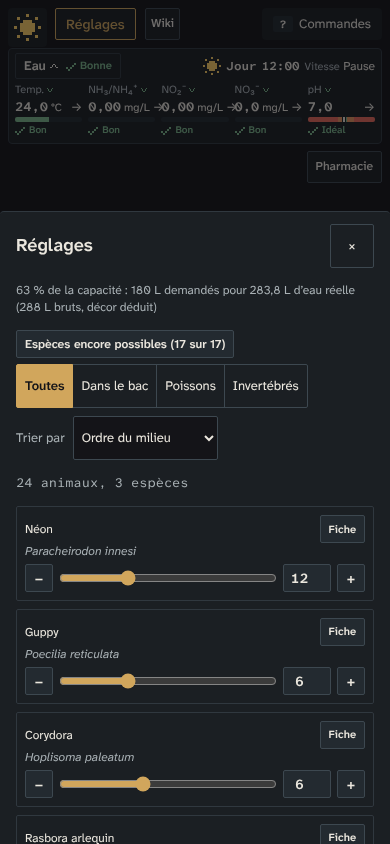 Réglages
Wiki
? Commandes
Eau Bonne
Jour 12:00 Vitesse Pause
Temp. NH₃/NH₄⁺ NO₂⁻ NO₃⁻ pH
24,0 °C → 0,00 mg/L → 0,00 mg/L → 0,0 mg/L → 7,0 →
Bon Bon Bon Bon Idéal
Pharmacie
Réglages ×
63 % de la capacité : 180 L demandés pour 283,8 L d'eau réelle
(288 L bruts, décor déduit)
Espèces encore possibles (17 sur 17)
Toutes Dans le bac Poissons Invertébrés
Trier par Ordre du milieu
24 animaux, 3 espèces
Néon Fiche
Paracheirodon innesi
− 12 +
Guppy Fiche
Poecilia reticulata
− 6 +
Corydora Fiche
Hoplisoma paleatum
− 6 +
Rasbora arlequin Fiche